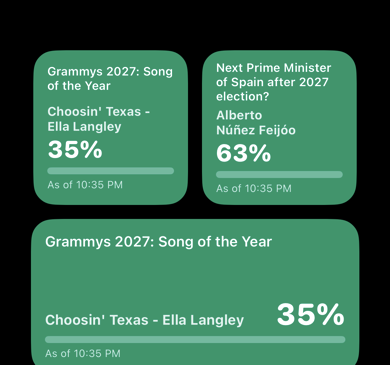 Grammys 2027: Song
of the Year
Choosin' Texas -
Ella Langley
35%
As of 10:35 PM
Next Prime Minister
of Spain after 2027
election?
Alberto
Núñez Feijóo
63%
As of 10:35 PM
Grammys 2027: Song of the Year
Choosin' Texas - Ella Langley 35%
As of 10:35 PM